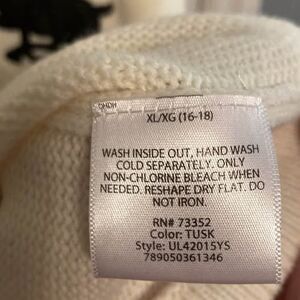 XL/XG (16-18)
WASH INSIDE OUT, HAND WASH
COLD SEPARATELY. ONLY
NON-CHLORINE BLEACH WHEN
NEEDED. RESHAPE DRY FLAT. DO
NOT IRON.
RN# 73352
Color: TUSK
Style: UL42015YS
789050361346